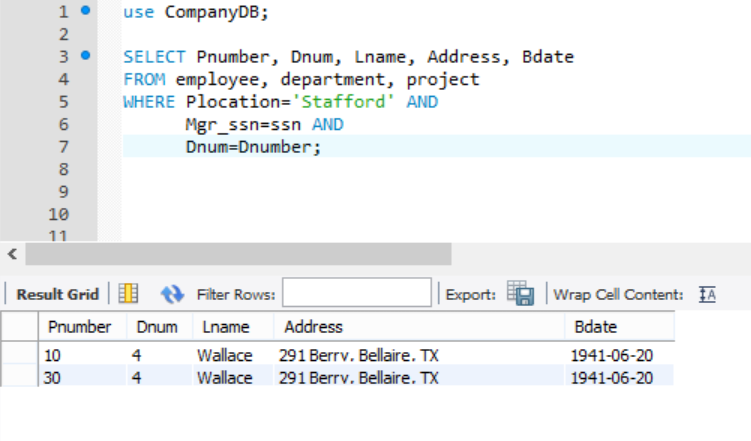 1 use CompanyDB;
2
3 SELECT Pnumber, Dnum, Lname, Address, Bdate
4 FROM employee, department, project
5 WHERE Plocation='Stafford' AND
6 Mgr_ssn=ssn AND
7 Dnum=Dnumber;
8
9
10
11
Result Grid Filter Rows: Export: Wrap Cell Content: IA
Pnumber Dnum Lname Address Bdate
10 4 Wallace 291 Berry, Bellaire, TX 1941-06-20
30 4 Wallace 291 Berry, Bellaire, TX 1941-06-20